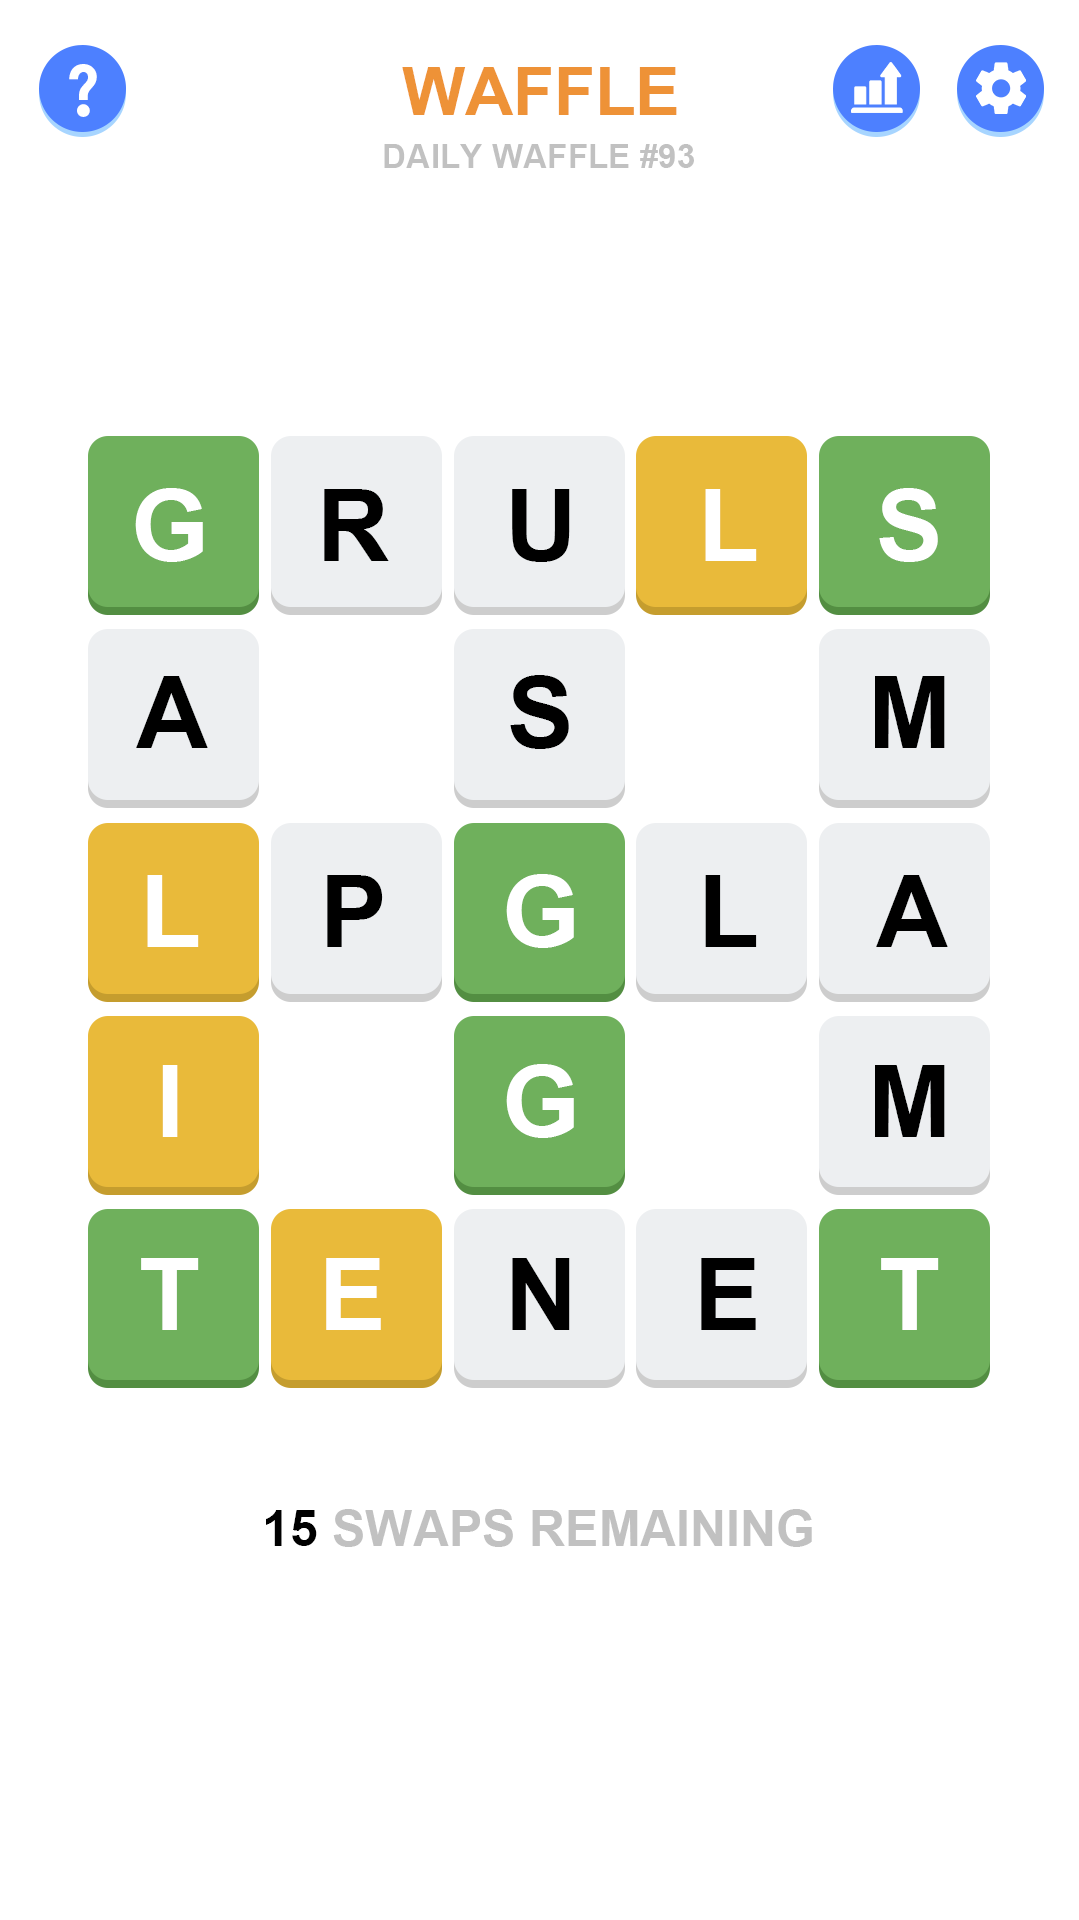 ?
WAFFLE
DAILY WAFFLE #93
G R U L S
A S M
L P G L A
I G M
T E N E T
15 SWAPS REMAINING